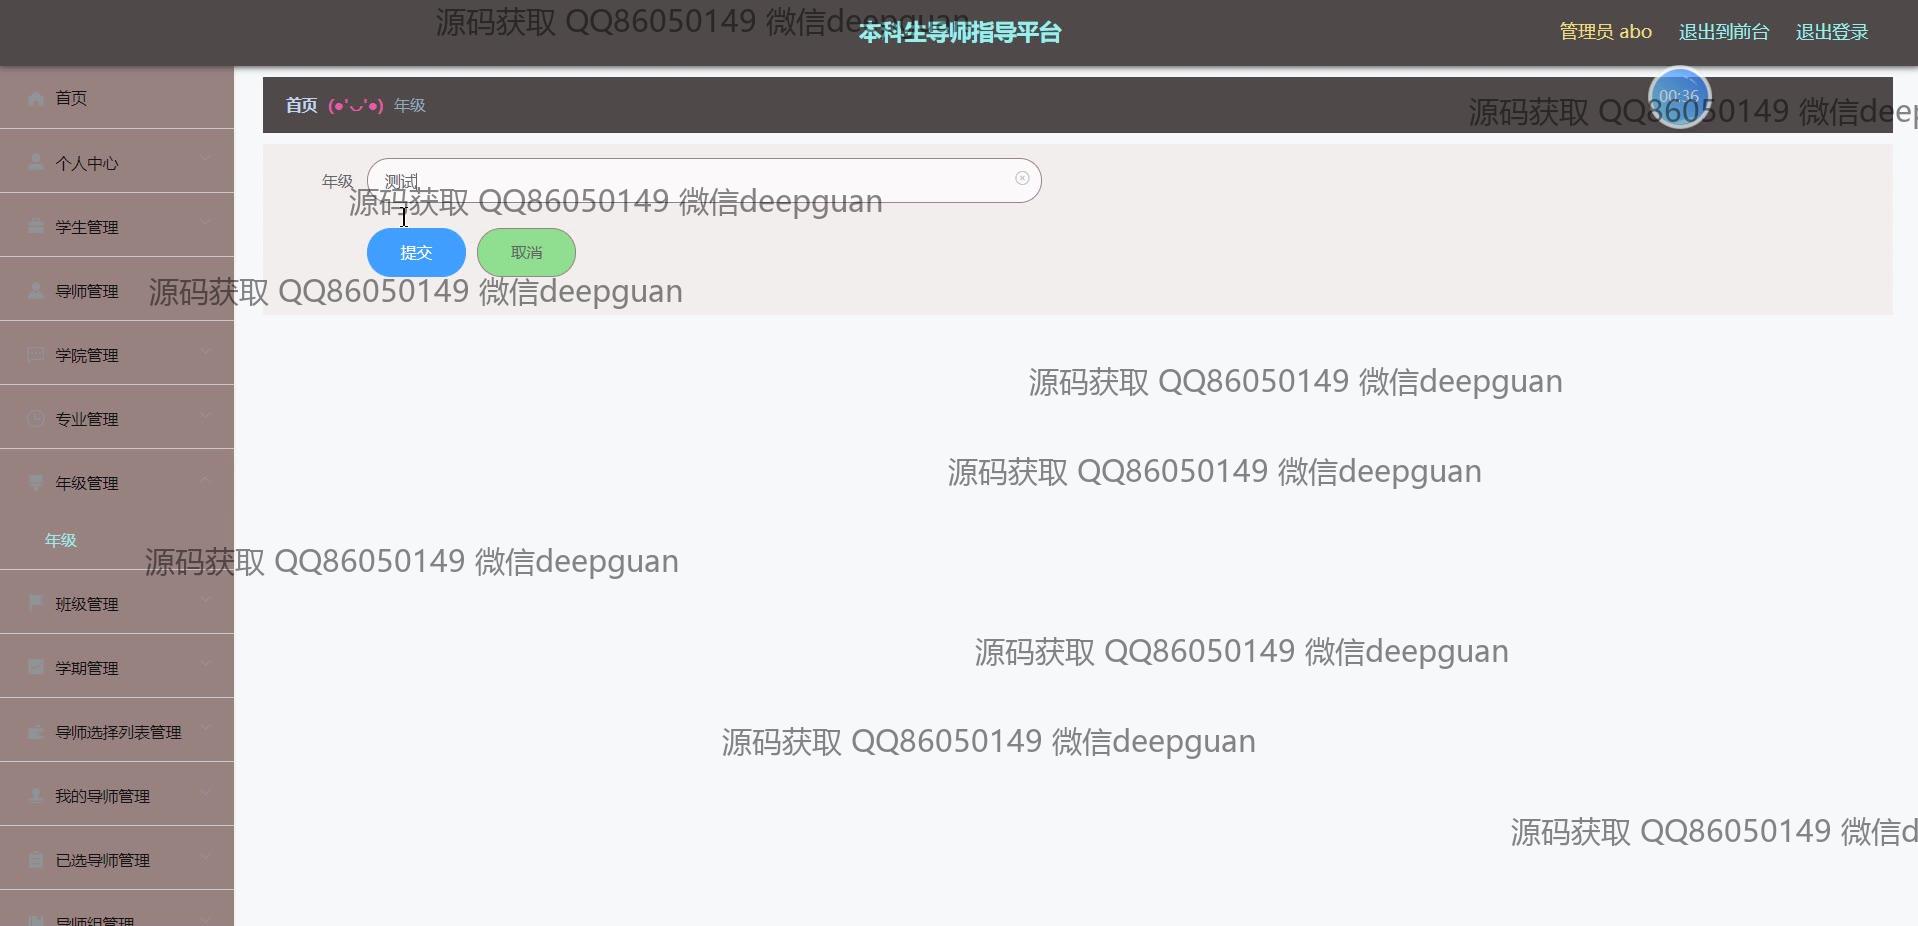 源码获取 QQ86050149 微信deepguan
本科生导师指导平台
管理员 abo
退出到前台
退出登录
首页
个人中心
学生管理
导师管理
学院管理
专业管理
年级管理
年级
班级管理
学期管理
导师选择列表管理
我的导师管理
已选导师管理
导师组管理
首页 (●'◡'●) 年级
00:36
源码获取 QQ86050149 微信deep
年级
测试
源码获取 QQ86050149 微信deepguan
提交
取消
源码获取 QQ86050149 微信deepguan
源码获取 QQ86050149 微信deepguan
源码获取 QQ86050149 微信deepguan
源码获取 QQ86050149 微信deepguan
源码获取 QQ86050149 微信deepguan
源码获取 QQ86050149 微信deepguan
源码获取 QQ86050149 微信d